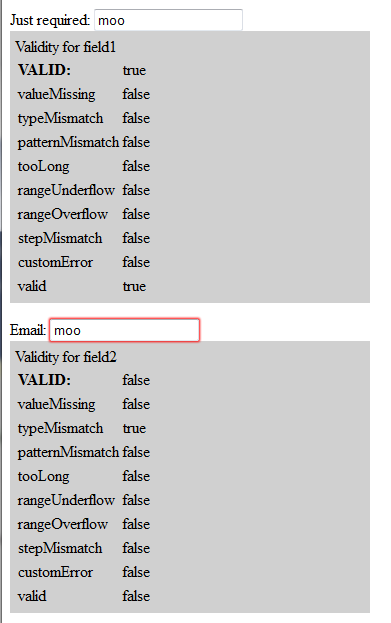 Just required: moo
Validity for field1
VALID: true
valueMissing false
typeMismatch false
patternMismatch false
tooLong false
rangeUnderflow false
rangeOverflow false
stepMismatch false
customError false
valid true
Email: moo
Validity for field2
VALID: false
valueMissing false
typeMismatch true
patternMismatch false
tooLong false
rangeUnderflow false
rangeOverflow false
stepMismatch false
customError false
valid false